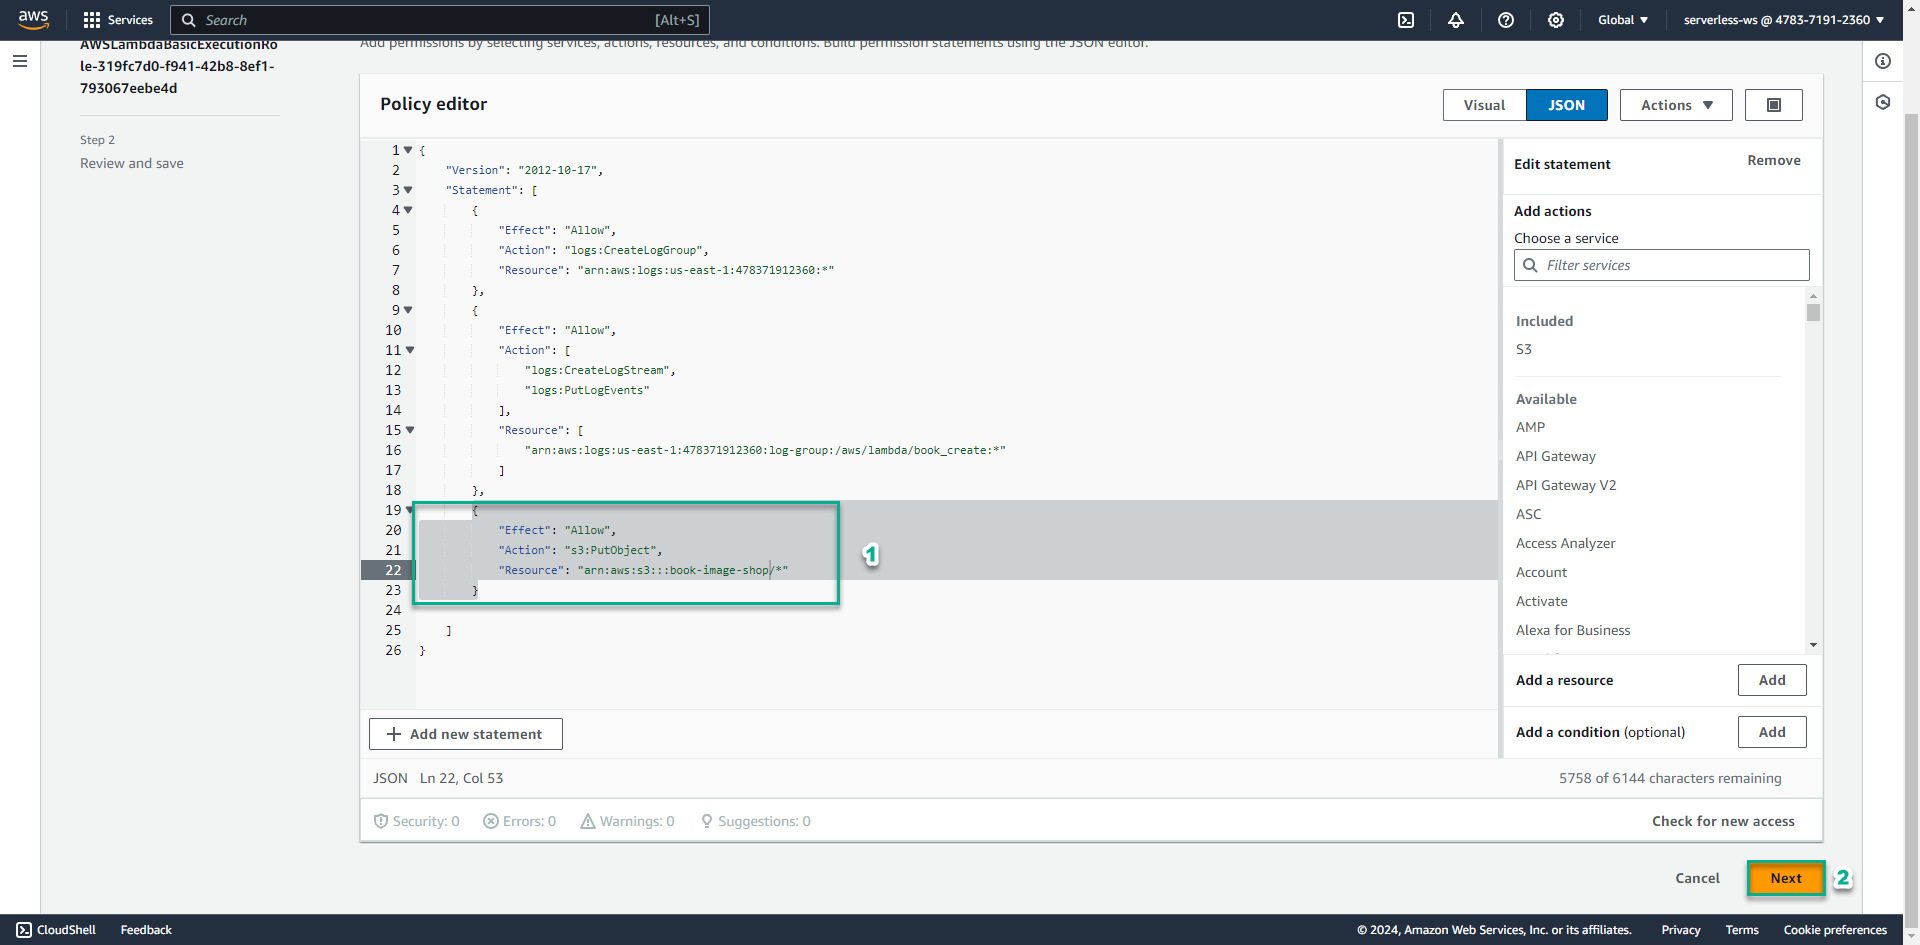 aws
Services
Search
[Alt+S]
Global
serverless-ws @ 4783-7191-2360
AWSLambdaBasicExecutionRo
le-319fc7d0-f941-42b8-8ef1-
793067eebe4d
Step 2
Review and save
Add permissions by selecting services, actions, resources, and conditions. Build permission statements using the JSON editor.
Policy editor
Visual
JSON
Actions
1 {
2 "Version": "2012-10-17",
3 "Statement": [
4 {
5 "Effect": "Allow",
6 "Action": "logs:CreateLogGroup",
7 "Resource": "arn:aws:logs:us-east-1:478371912360:*"
8 },
9 {
10 "Effect": "Allow",
11 "Action": [
12 "logs:CreateLogStream",
13 "logs:PutLogEvents"
14 ],
15 "Resource": [
16 "arn:aws:logs:us-east-1:478371912360:log-group:/aws/lambda/book_create:*"
17 ]
18 },
19 {
20 "Effect": "Allow",
21 "Action": "s3:PutObject",
22 "Resource": "arn:aws:s3:::book-image-shop/*"
23 }
24
25 ]
26 }
1
Edit statement
Remove
Add actions
Choose a service
Filter services
Included
S3
Available
AMP
API Gateway
API Gateway V2
ASC
Access Analyzer
Account
Activate
Alexa for Business
Add a resource
Add
Add a condition (optional)
Add
Add new statement
JSON Ln 22, Col 53
5758 of 6144 characters remaining
Security: 0
Errors: 0
Warnings: 0
Suggestions: 0
Check for new access
Cancel
Next
2
CloudShell
Feedback
© 2024, Amazon Web Services, Inc. or its affiliates.
Privacy
Terms
Cookie preferences